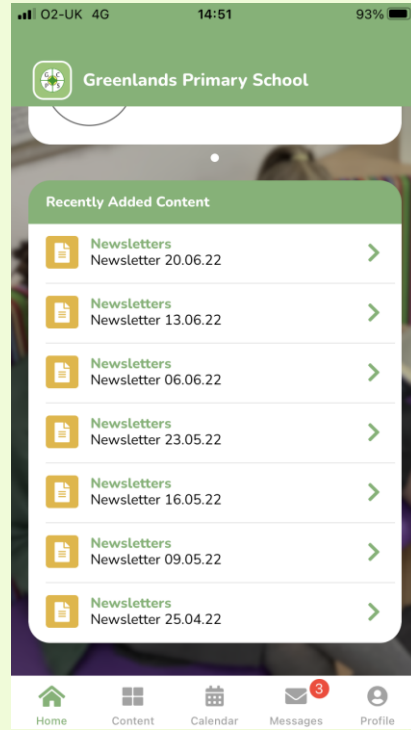 O2-UK 4G 14:51 93%
Greenlands Primary School
Recently Added Content
Newsletters
Newsletter 20.06.22
Newsletters
Newsletter 13.06.22
Newsletters
Newsletter 06.06.22
Newsletters
Newsletter 23.05.22
Newsletters
Newsletter 16.05.22
Newsletters
Newsletter 09.05.22
Newsletters
Newsletter 25.04.22
3
Home Content Calendar Messages Profile